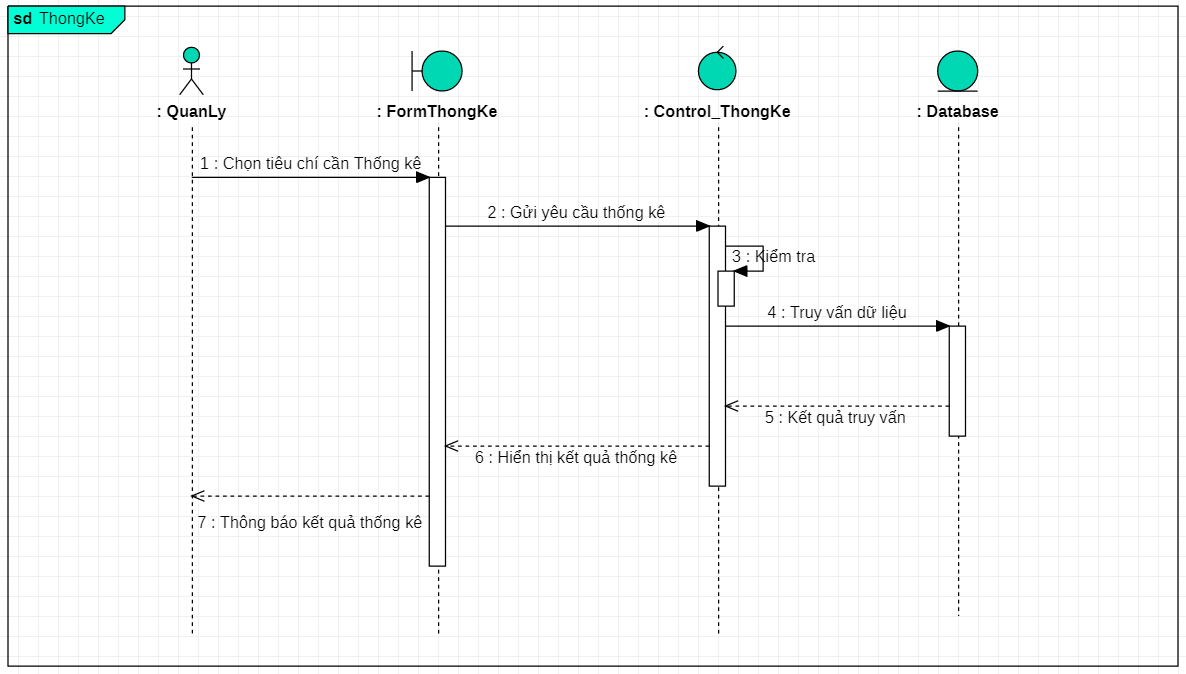 sd ThongKe
: QuanLy
: FormThongKe
: Control_ThongKe
: Database
1 : Chọn tiêu chí cần Thống kê
2 : Gửi yêu cầu thống kê
3 : Kiểm tra
4 : Truy vấn dữ liệu
5 : Kết quả truy vấn
6 : Hiển thị kết quả thống kê
7 : Thông báo kết quả thống kê